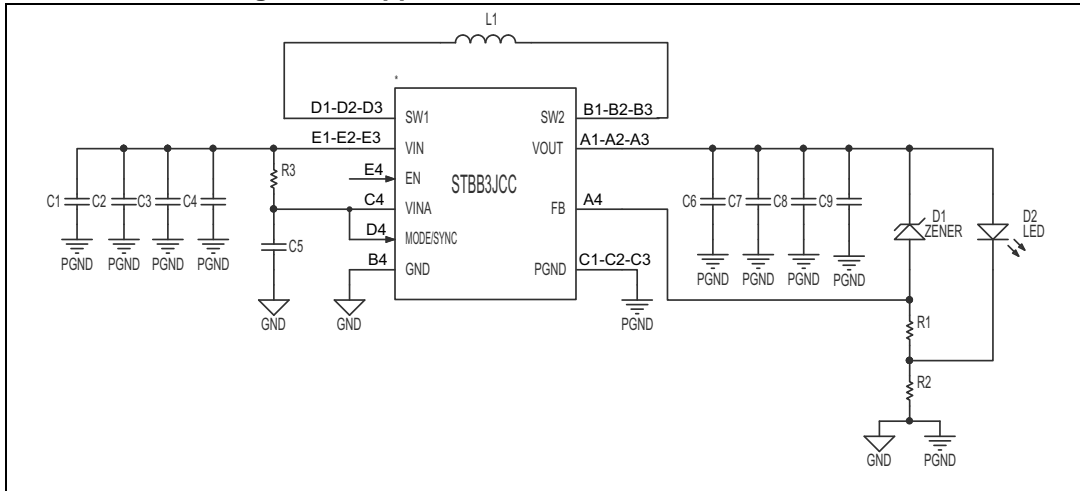 L1
D1-D2-D3
SW1
SW2
B1-B2-B3
E1-E2-E3
VIN
VOUT
A1-A2-A3
R3
E4
EN
STBB3JCC
C1
C2
C3
C4
C4
VINA
FB
A4
C6
C7
C8
C9
D1
ZENER
D2
LED
D4
MODE/SYNC
C5
B4
GND
PGND
C1-C2-C3
PGND
PGND
PGND
PGND
PGND
PGND
PGND
PGND
GND
GND
PGND
R1
R2
GND
PGND